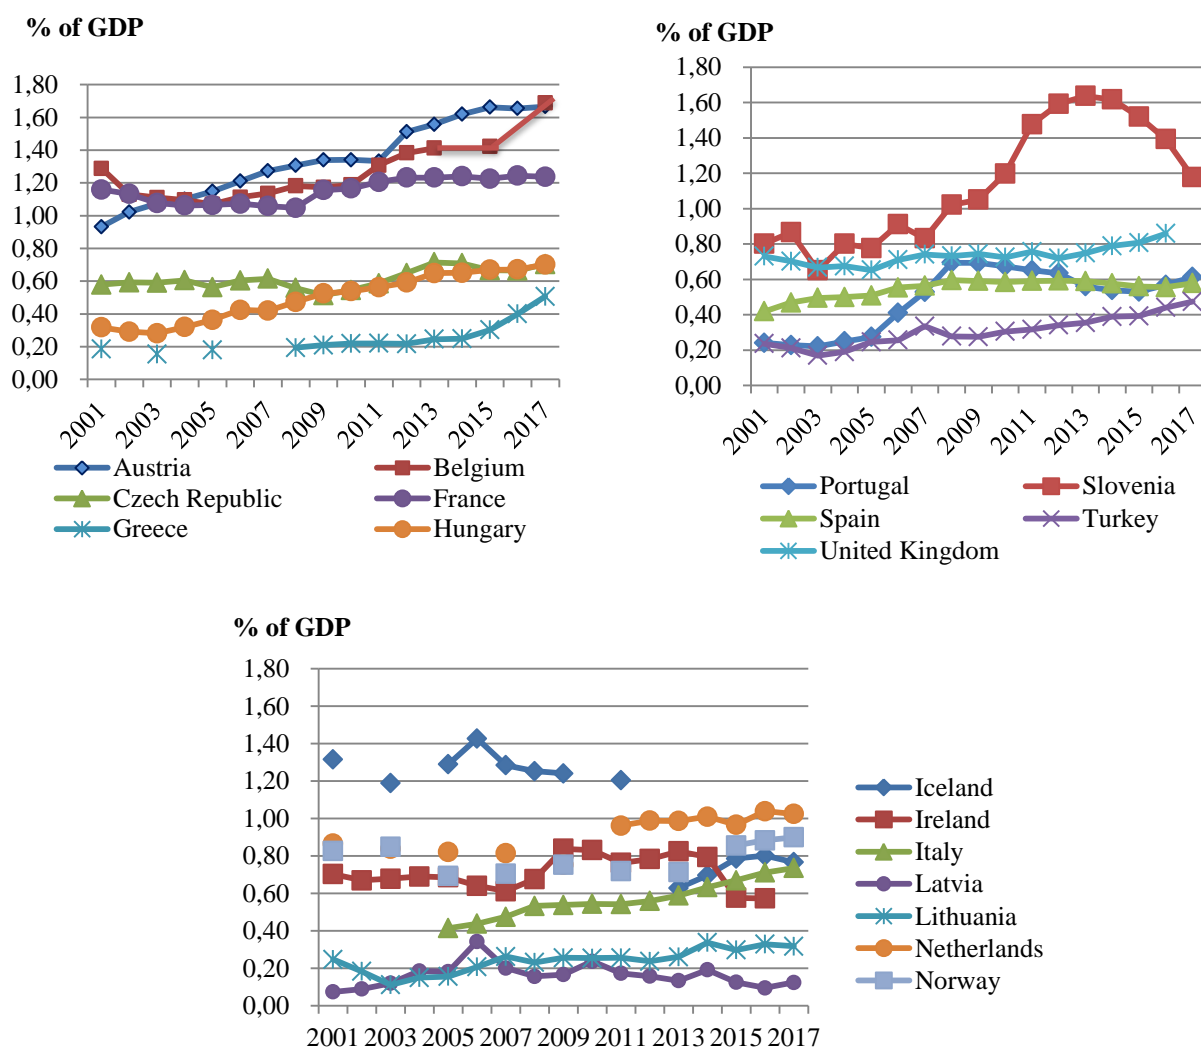 % of GDP
1,80
1,60
1,40
1,20
1,00
0,80
0,60
0,40
0,20
0,00
2001
2003
2005
2007
2009
2011
2013
2015
2017
Austria
Belgium
Czech Republic
France
Greece
Hungary
% of GDP
1,80
1,60
1,40
1,20
1,00
0,80
0,60
0,40
0,20
0,00
2001
2003
2005
2007
2009
2011
2013
2015
2017
Portugal
Slovenia
Spain
Turkey
United Kingdom
% of GDP
1,80
1,60
1,40
1,20
1,00
0,80
0,60
0,40
0,20
0,00
2001 2003 2005 2007 2009 2011 2013 2015 2017
Iceland
Ireland
Italy
Latvia
Lithuania
Netherlands
Norway